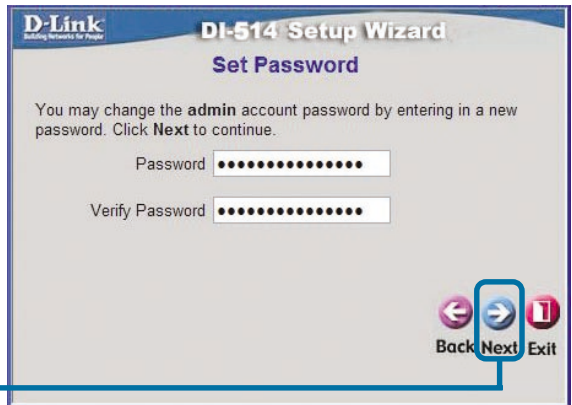 D-Link
Building Networks for People
DI-514 Setup Wizard
Set Password
You may change the admin account password by entering in a new
password. Click Next to continue.
Password •••••••••••••••
Verify Password •••••••••••••••
Back Next Exit